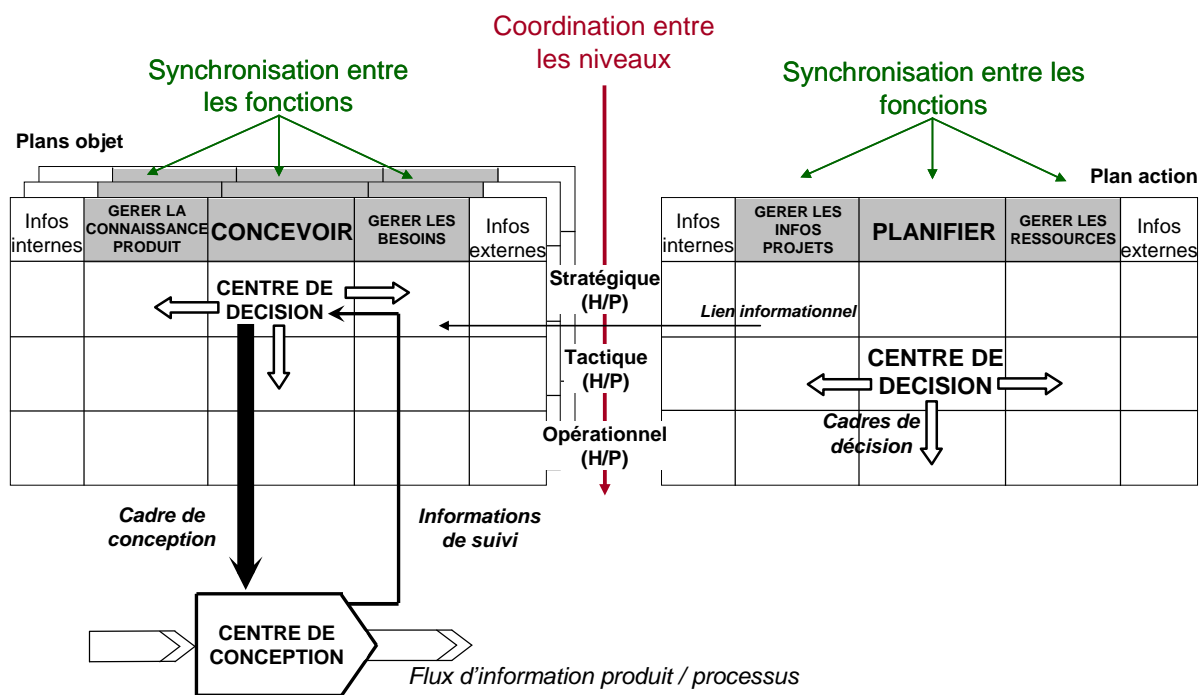 Coordination entre
les niveaux
Synchronisation entre
les fonctions
Synchronisation entre les
fonctions
Plans objet
Plan action
Infos
internes
GERER LA
CONNAISSANCE
PRODUIT
CONCEVOIR
GERER LES
BESOINS
Infos
externes
Infos
internes
GERER LES
INFOS
PROJETS
PLANIFIER
GERER LES
RESSOURCES
Infos
externes
CENTRE DE
DECISION
Stratégique
(H/P)
Lien informationnel
Tactique
(H/P)
CENTRE DE
DECISION
Opérationnel
(H/P)
Cadres de
décision
Cadre de
conception
Informations
de suivi
CENTRE DE
CONCEPTION
Flux d'information produit / processus